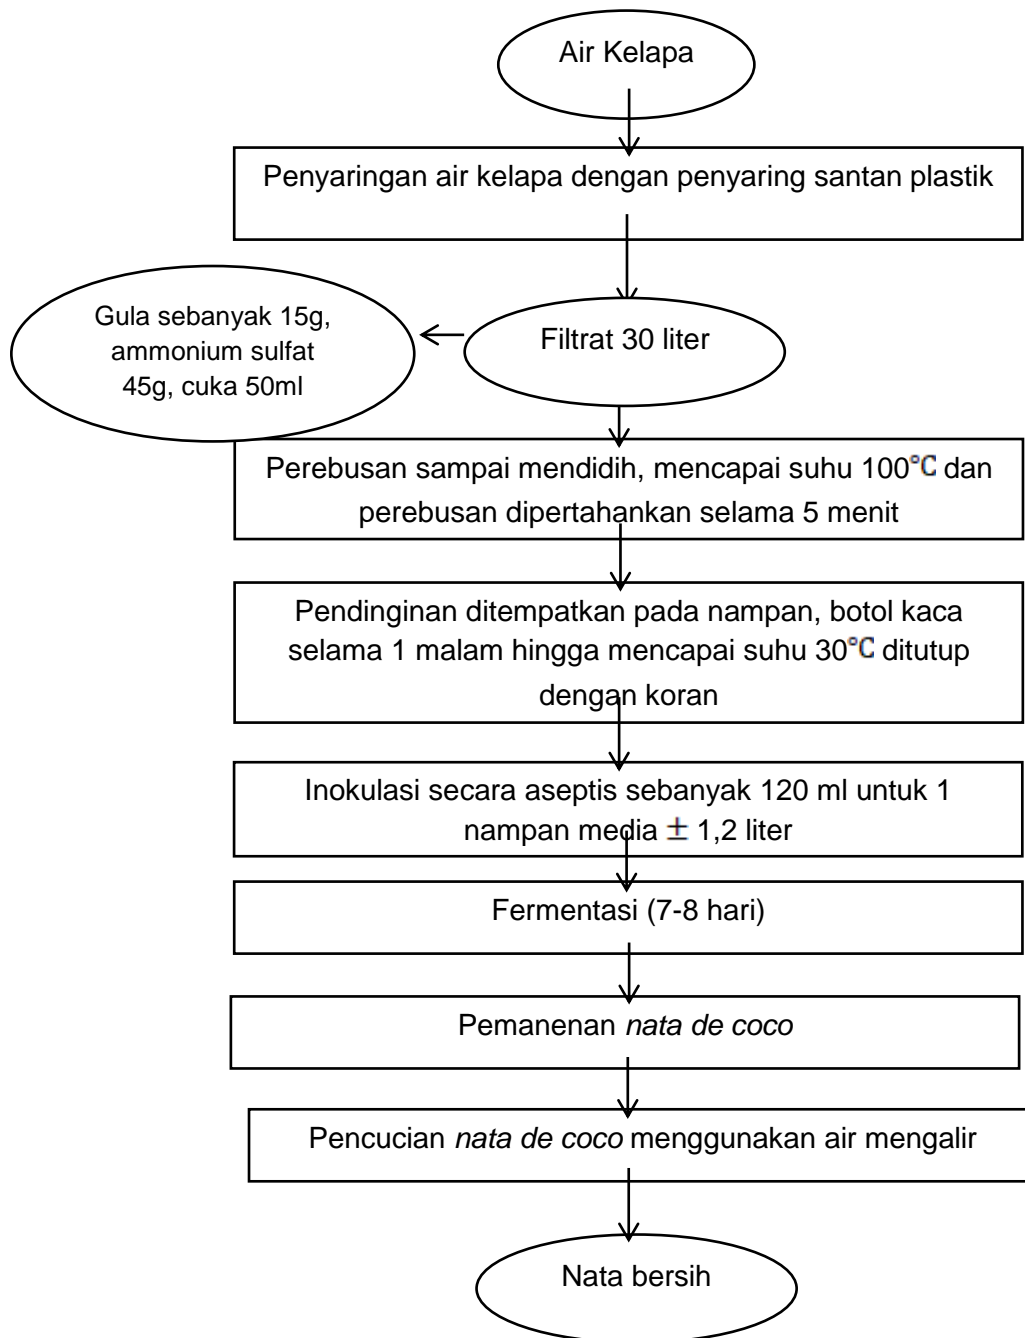 Air Kelapa
Penyaringan air kelapa dengan penyaring santan plastik
Gula sebanyak 15g,
ammonium sulfat
45g, cuka 50ml
Filtrat 30 liter
Perebusan sampai mendidih, mencapai suhu 100°C dan
perebusan dipertahankan selama 5 menit
Pendinginan ditempatkan pada nampan, botol kaca
selama 1 malam hingga mencapai suhu 30°C ditutup
dengan koran
Inokulasi secara aseptis sebanyak 120 ml untuk 1
nampan media ± 1,2 liter
Fermentasi (7-8 hari)
Pemanenan nata de coco
Pencucian nata de coco menggunakan air mengalir
Nata bersih